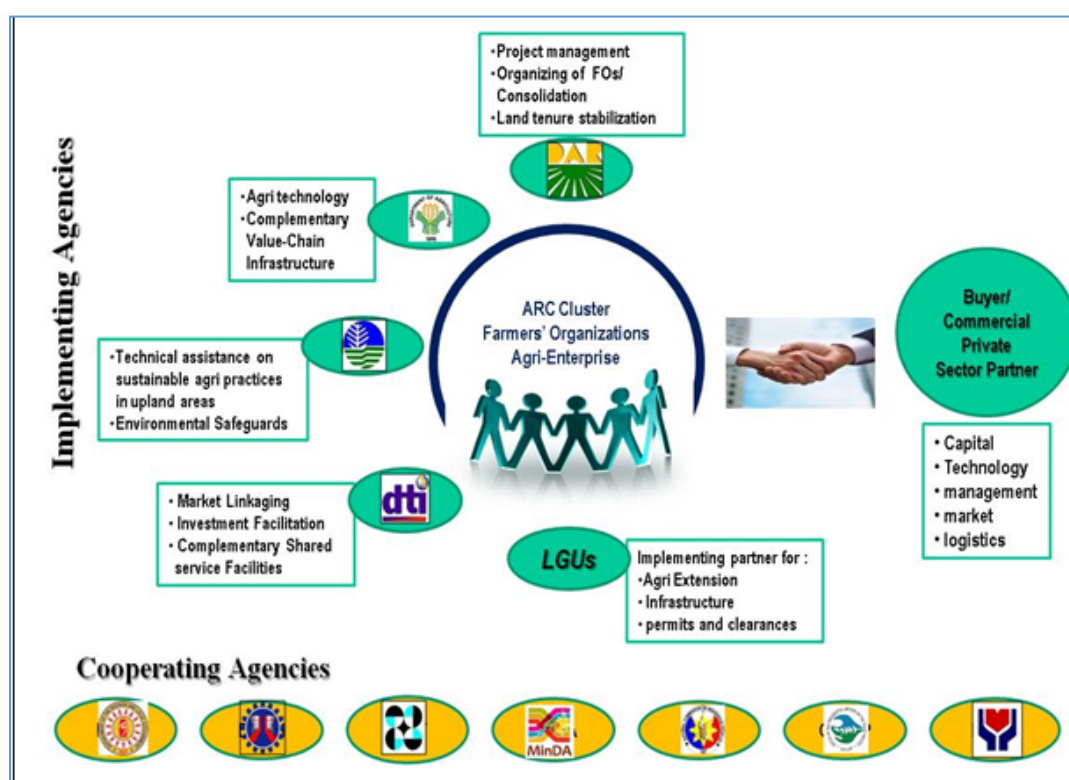 Implementing Agencies
•Project management
•Organizing of FOs/
Consolidation
•Land tenure stabilization
DAR
•Agri technology
•Complementary
Value-Chain
Infrastructure
DEPARTMENT OF AGRICULTURE
•Technical assistance on
sustainable agri practices
in upland areas
•Environmental Safeguards
• Market Linkaging
• Investment Facilitation
• Complementary Shared
service Facilities
dti
ARC Cluster
Farmers' Organizations
Agri-Enterprise
LGUs
Implementing partner for :
•Agri Extension
• Infrastructure
• permits and clearances
Buyer/
Commercial
Private
Sector Partner
• Capital
• Technology
• management
• market
• logistics
Cooperating Agencies
MinDA